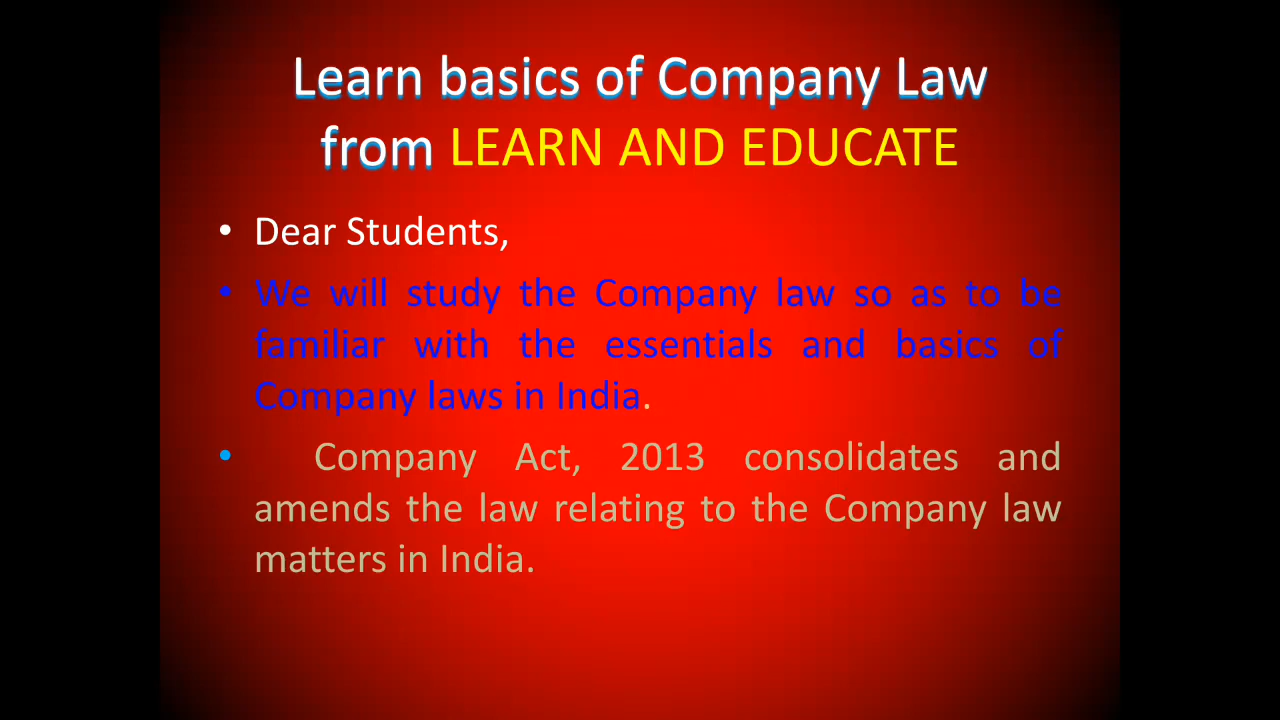 Learn basics of Company Law
from LEARN AND EDUCATE
• Dear Students,
• We will study the Company law so as to be
familiar with the essentials and basics of
Company laws in India.
• Company Act, 2013 consolidates and
amends the law relating to the Company law
matters in India.